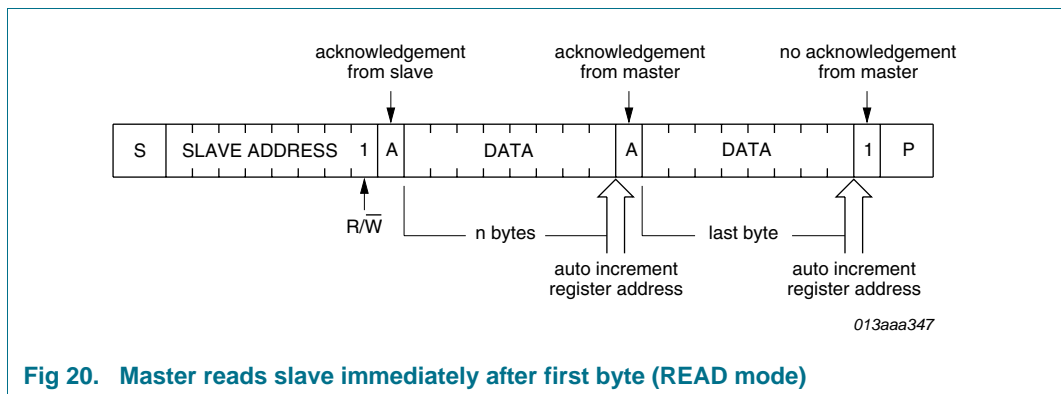 acknowledgement
from slave
acknowledgement
from master
no acknowledgement
from master
S SLAVE ADDRESS 1 A DATA A DATA 1 P
R/W̅
n bytes
last byte
auto increment
register address
auto increment
register address
013aaa347
Fig 20. Master reads slave immediately after first byte (READ mode)